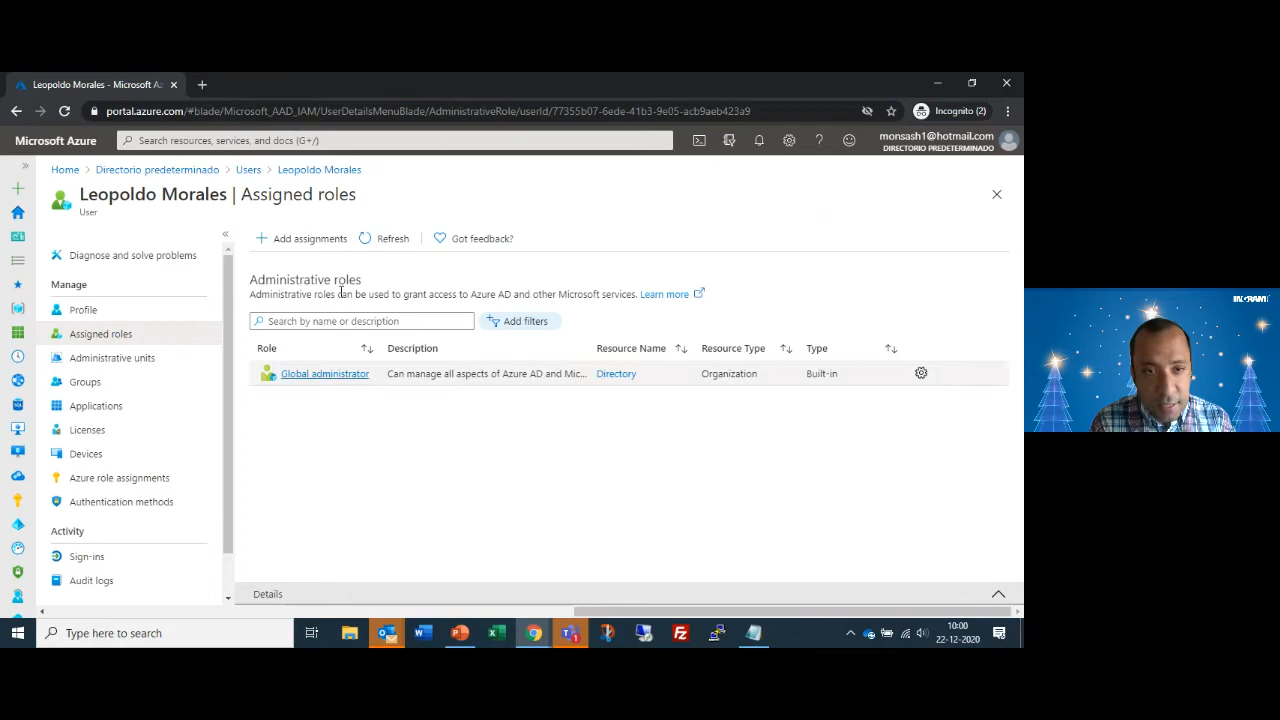 Leopoldo Morales - Microsoft Az
portal.azure.com/#blade/Microsoft_AAD_IAM/UserDetailsMenuBlade/AdministrativeRole/userId/77355b07-6ede-41b3-9e05-acb9aeb423a9
Incognito (2)
Microsoft Azure
Search resources, services, and docs (G+/)
monsash1@hotmail.com
DIRECTORIO PREDETERMINADO
Home > Directorio predeterminado > Users > Leopoldo Morales
Leopoldo Morales | Assigned roles
User
Diagnose and solve problems
Manage
Profile
Assigned roles
Administrative units
Groups
Applications
Licenses
Devices
Azure role assignments
Authentication methods
Activity
Sign-ins
Audit logs
Add assignments Refresh Got feedback?
Administrative roles
Administrative roles can be used to grant access to Azure AD and other Microsoft services. Learn more
Search by name or description Add filters
Role Description Resource Name Resource Type Type
Global administrator Can manage all aspects of Azure AD and Mic... Directory Organization Built-in
Details
Type here to search
10:00
22-12-2020
INGRAM